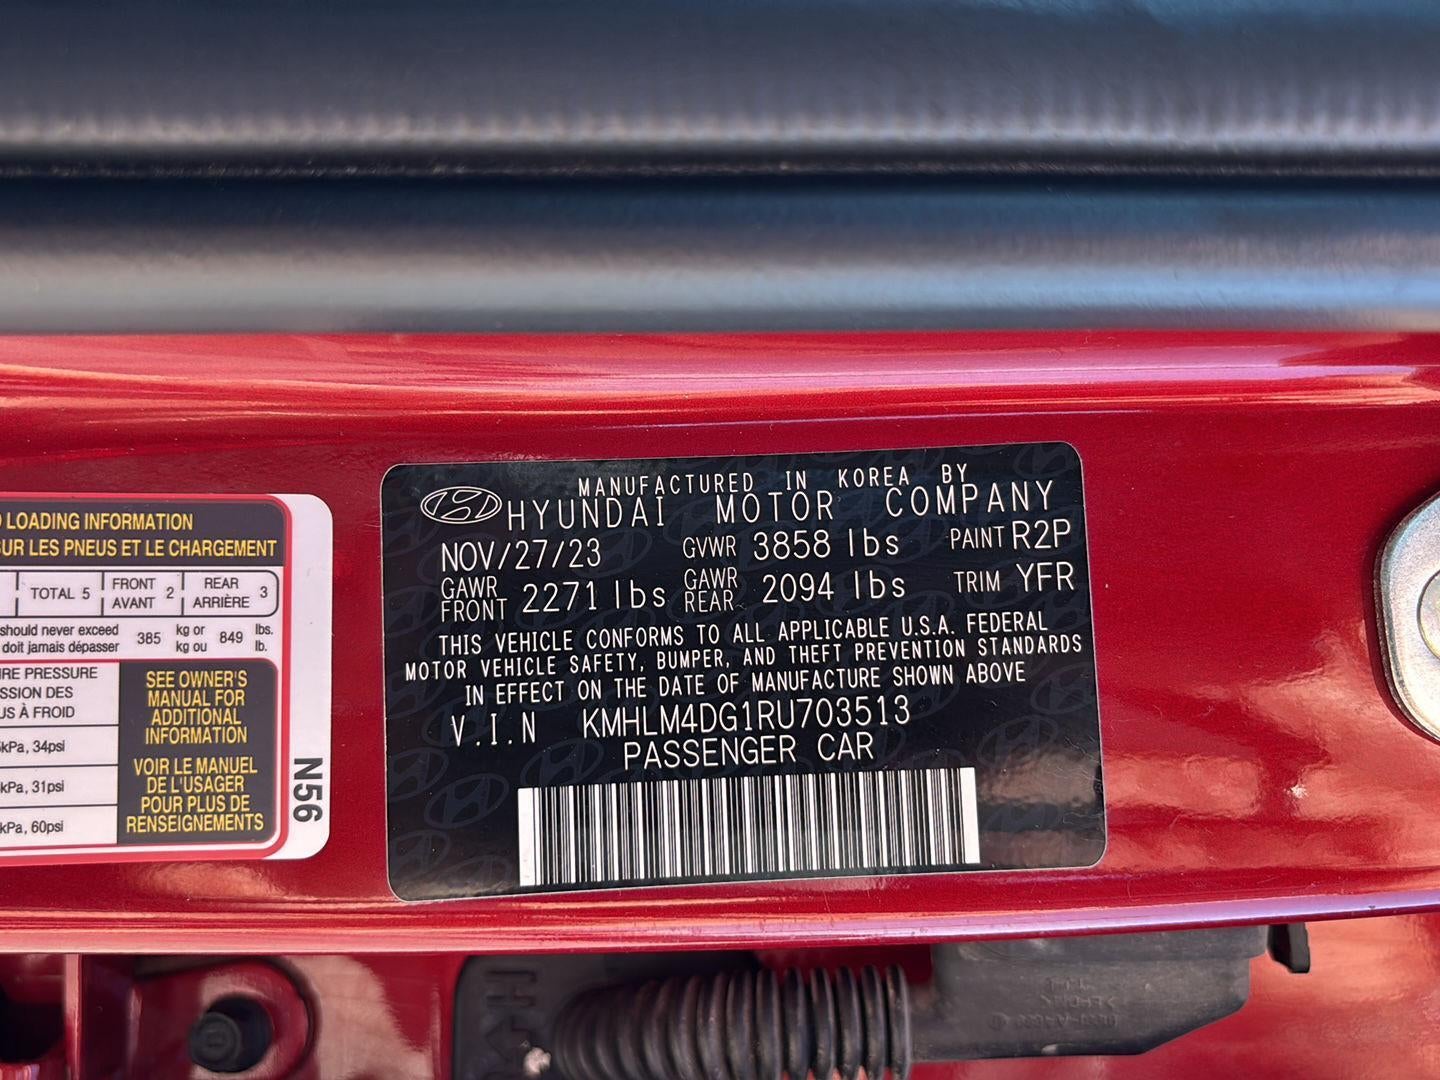 LOADING INFORMATION
SUR LES PNEUS ET LE CHARGEMENT
TOTAL 5 FRONT AVANT 2 REAR ARRIÈRE 3
should never exceed 385 kg or 849 lbs.
doit jamais dépasser kg ou lb.
PRESSURE
DES
À FROID
kPa, 34psi
kPa, 31psi
kPa, 60psi
SEE OWNER'S
MANUAL FOR
ADDITIONAL
INFORMATION
VOIR LE MANUEL
DE L'USAGER
POUR PLUS DE
RENSEIGNEMENTS
N56
MANUFACTURED IN KOREA BY
HYUNDAI MOTOR COMPANY
NOV/27/23 GVWR 3858 lbs PAINT R2P
GAWR FRONT 2271 lbs GAWR REAR 2094 lbs TRIM YFR
THIS VEHICLE CONFORMS TO ALL APPLICABLE U.S.A. FEDERAL
MOTOR VEHICLE SAFETY, BUMPER, AND THEFT PREVENTION STANDARDS
IN EFFECT ON THE DATE OF MANUFACTURE SHOWN ABOVE
V.I.N KMHLM4DG1RU703513
PASSENGER CAR